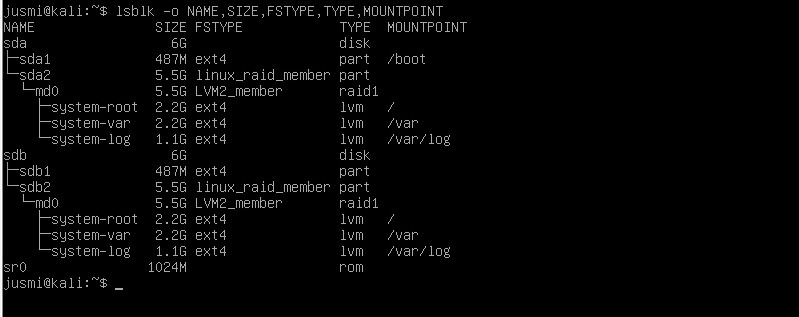 jusmi@kali:~$ lsblk -o NAME,SIZE,FSTYPE,TYPE,MOUNTPOINT
NAME                SIZE FSTYPE            TYPE  MOUNTPOINT
sda                   6G                   disk
├─sda1              487M ext4              part  /boot
└─sda2              5.5G linux_raid_member part
  └─md0             5.5G LVM2_member       raid1
    ├─system-root   2.2G ext4              lvm   /
    ├─system-var    2.2G ext4              lvm   /var
    └─system-log    1.1G ext4              lvm   /var/log
sdb                   6G                   disk
├─sdb1              487M ext4              part
└─sdb2              5.5G linux_raid_member part
  └─md0             5.5G LVM2_member       raid1
    ├─system-root   2.2G ext4              lvm   /
    ├─system-var    2.2G ext4              lvm   /var
    └─system-log    1.1G ext4              lvm   /var/log
sr0                1024M                   rom
jusmi@kali:~$ _